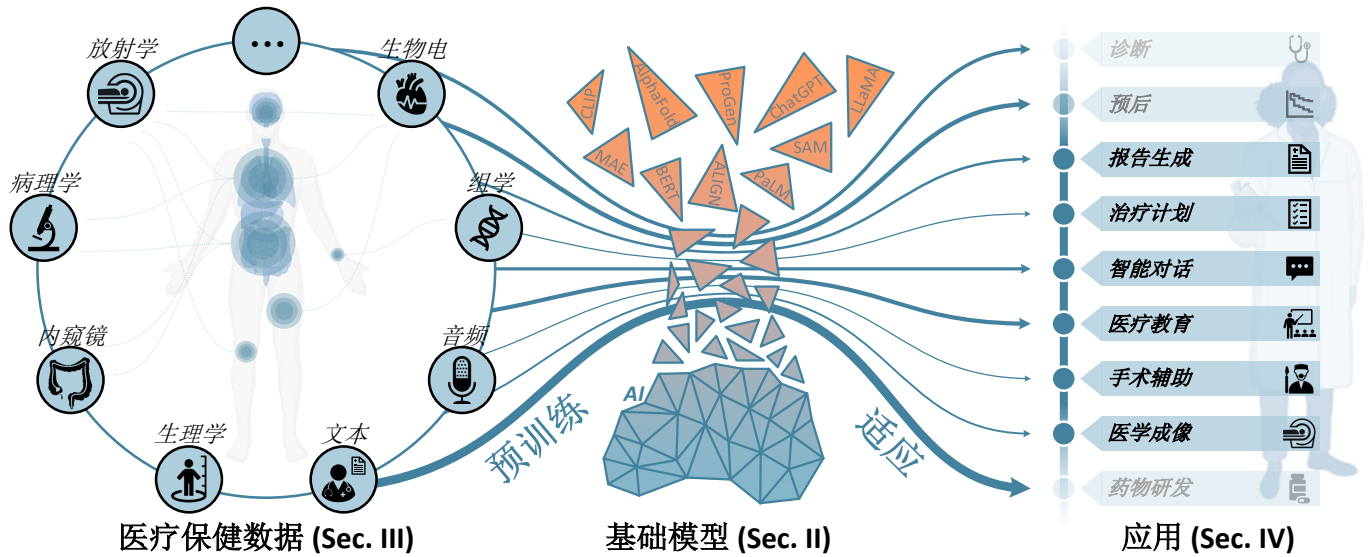 ...
放射学
生物电
病理学
组学
内窥镜
音频
生理学
文本
医疗保健数据 (Sec. III)
CLIP
AlphaFold
ProGen
ChatGPT
LLaMA
MAE
BERT
ALIGN
PaLM
SAM
AI
预训练
适应
基础模型 (Sec. II)
诊断
预后
报告生成
治疗计划
智能对话
医疗教育
手术辅助
医学成像
药物研发
应用 (Sec. IV)